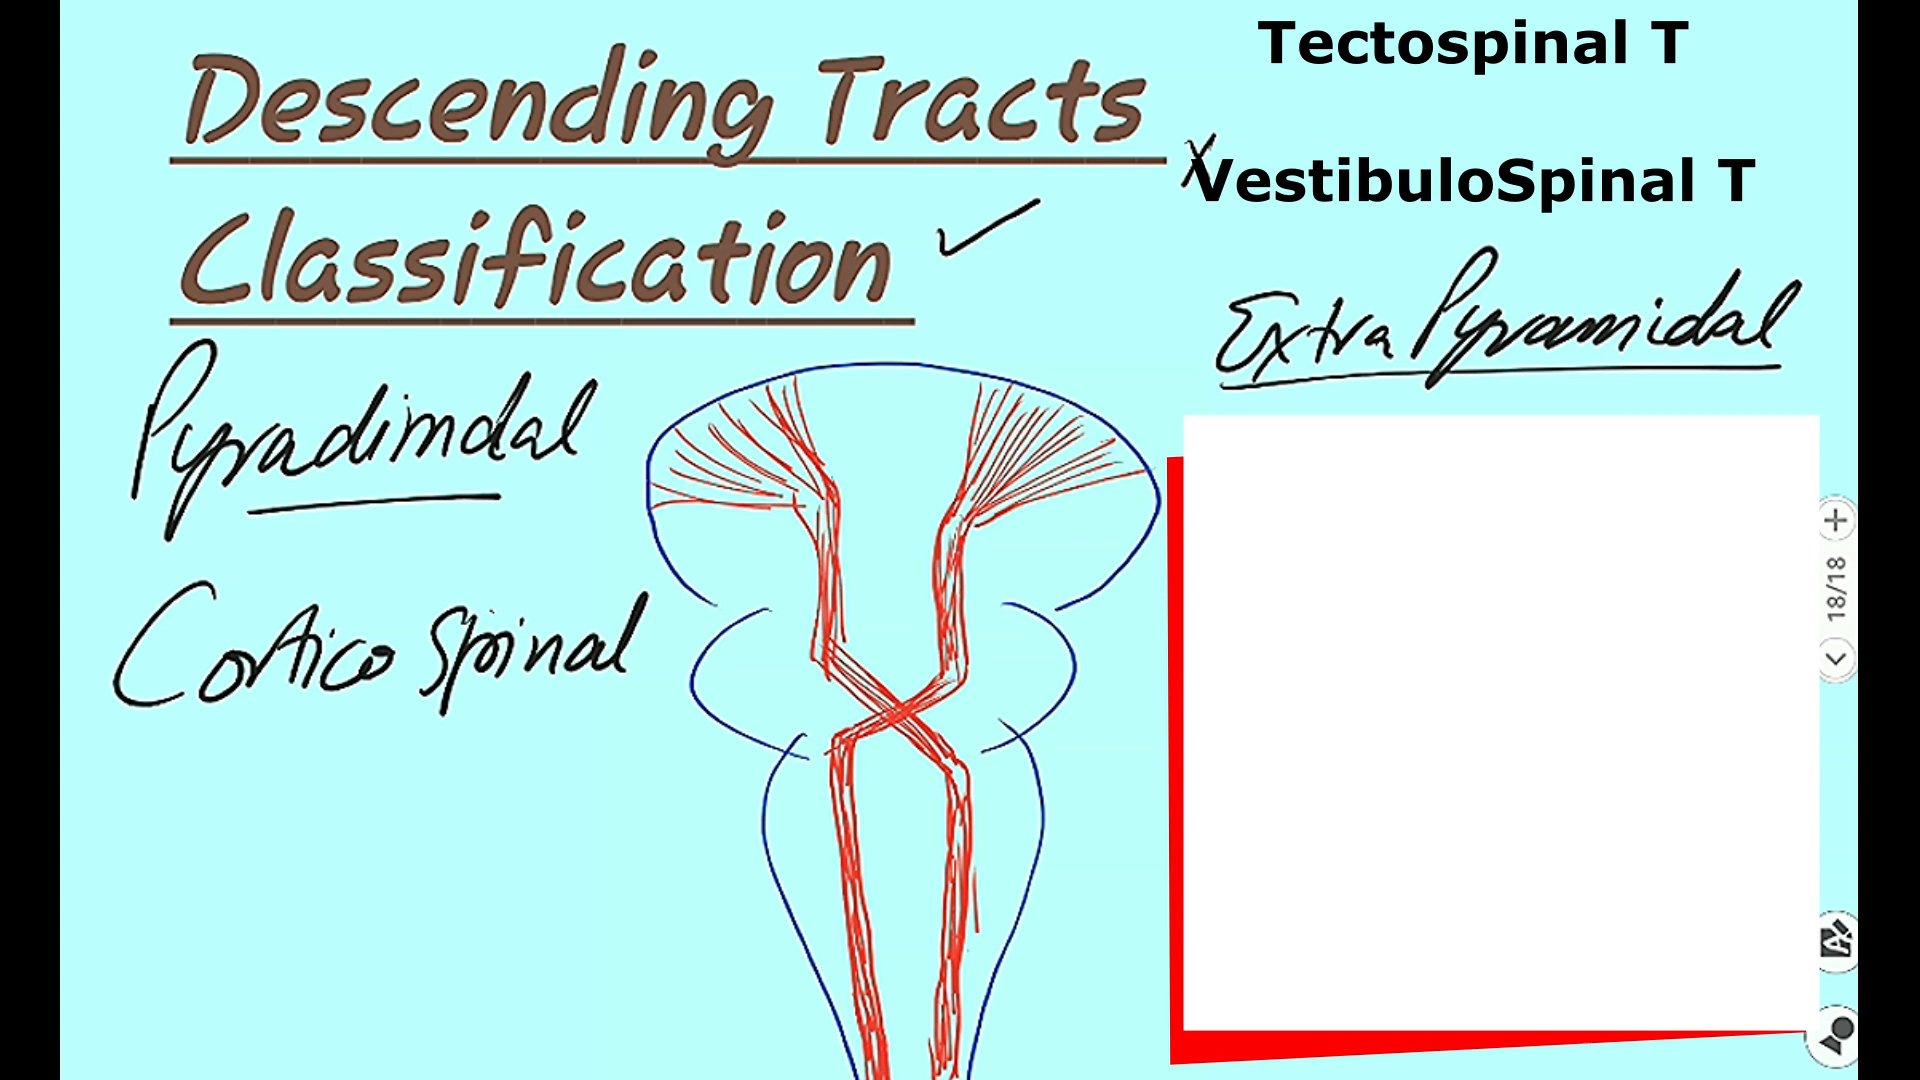 Descending Tracts
Classification
Tectospinal T
VestibuloSpinal T
Extra Pyramidal
Pyradimdal
Cortico Spinal
18/18